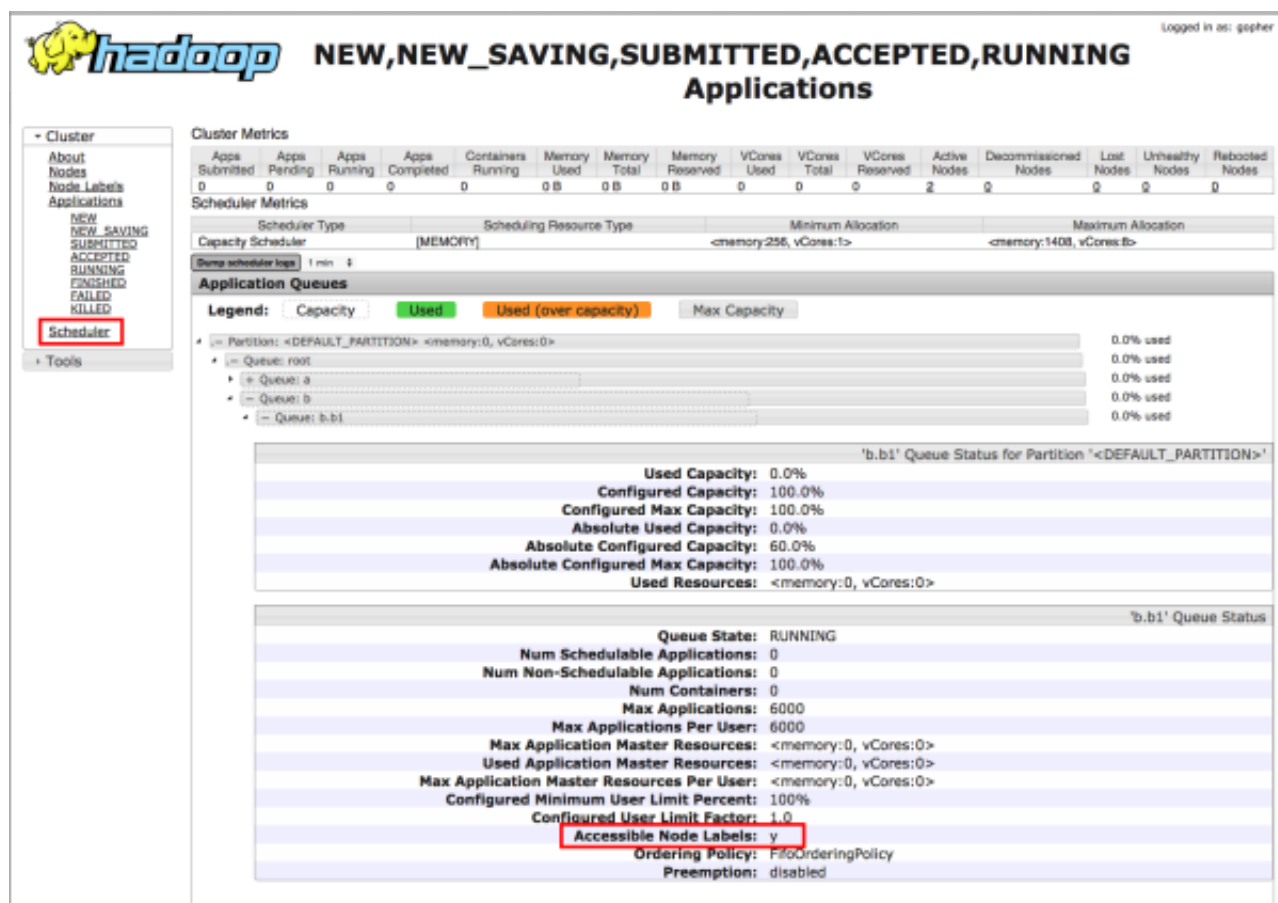 Logged in as: gopher
hadoop
NEW,NEW_SAVING,SUBMITTED,ACCEPTED,RUNNING
Applications
Cluster
About
Nodes
Node Labels
Applications
NEW
NEW_SAVING
SUBMITTED
ACCEPTED
RUNNING
FINISHED
FAILED
KILLED
Scheduler
Tools
Cluster Metrics
Apps Submitted Apps Pending Apps Running Apps Completed Containers Running Memory Used Memory Total Memory Reserved VCores Used VCores Total VCores Reserved Active Nodes Decommissioned Nodes Lost Nodes Unhealthy Nodes Rebooted Nodes
0 0 0 0 0 0 B 0 B 0 B 0 0 0 2 0 0 0 0
Scheduler Metrics
Scheduler Type Scheduling Resource Type Minimum Allocation Maximum Allocation
Capacity Scheduler [MEMORY] <memory:256, vCores:1> <memory:1408, vCores:8>
Dump scheduler logs 1 min
Application Queues
Legend: Capacity Used Used (over capacity) Max Capacity
- Partition: <DEFAULT_PARTITION> <memory:0, vCores:0> 0.0% used
- Queue: root 0.0% used
+ Queue: a 0.0% used
- Queue: b 0.0% used
- Queue: b.b1 0.0% used
'b.b1' Queue Status for Partition '<DEFAULT_PARTITION>'
Used Capacity: 0.0%
Configured Capacity: 100.0%
Configured Max Capacity: 100.0%
Absolute Used Capacity: 0.0%
Absolute Configured Capacity: 60.0%
Absolute Configured Max Capacity: 100.0%
Used Resources: <memory:0, vCores:0>
'b.b1' Queue Status
Queue State: RUNNING
Num Schedulable Applications: 0
Num Non-Schedulable Applications: 0
Num Containers: 0
Max Applications: 6000
Max Applications Per User: 6000
Max Application Master Resources: <memory:0, vCores:0>
Used Application Master Resources: <memory:0, vCores:0>
Max Application Master Resources Per User: <memory:0, vCores:0>
Configured Minimum User Limit Percent: 100%
Configured User Limit Factor: 1.0
Accessible Node Labels: y
Ordering Policy: FifoOrderingPolicy
Preemption: disabled